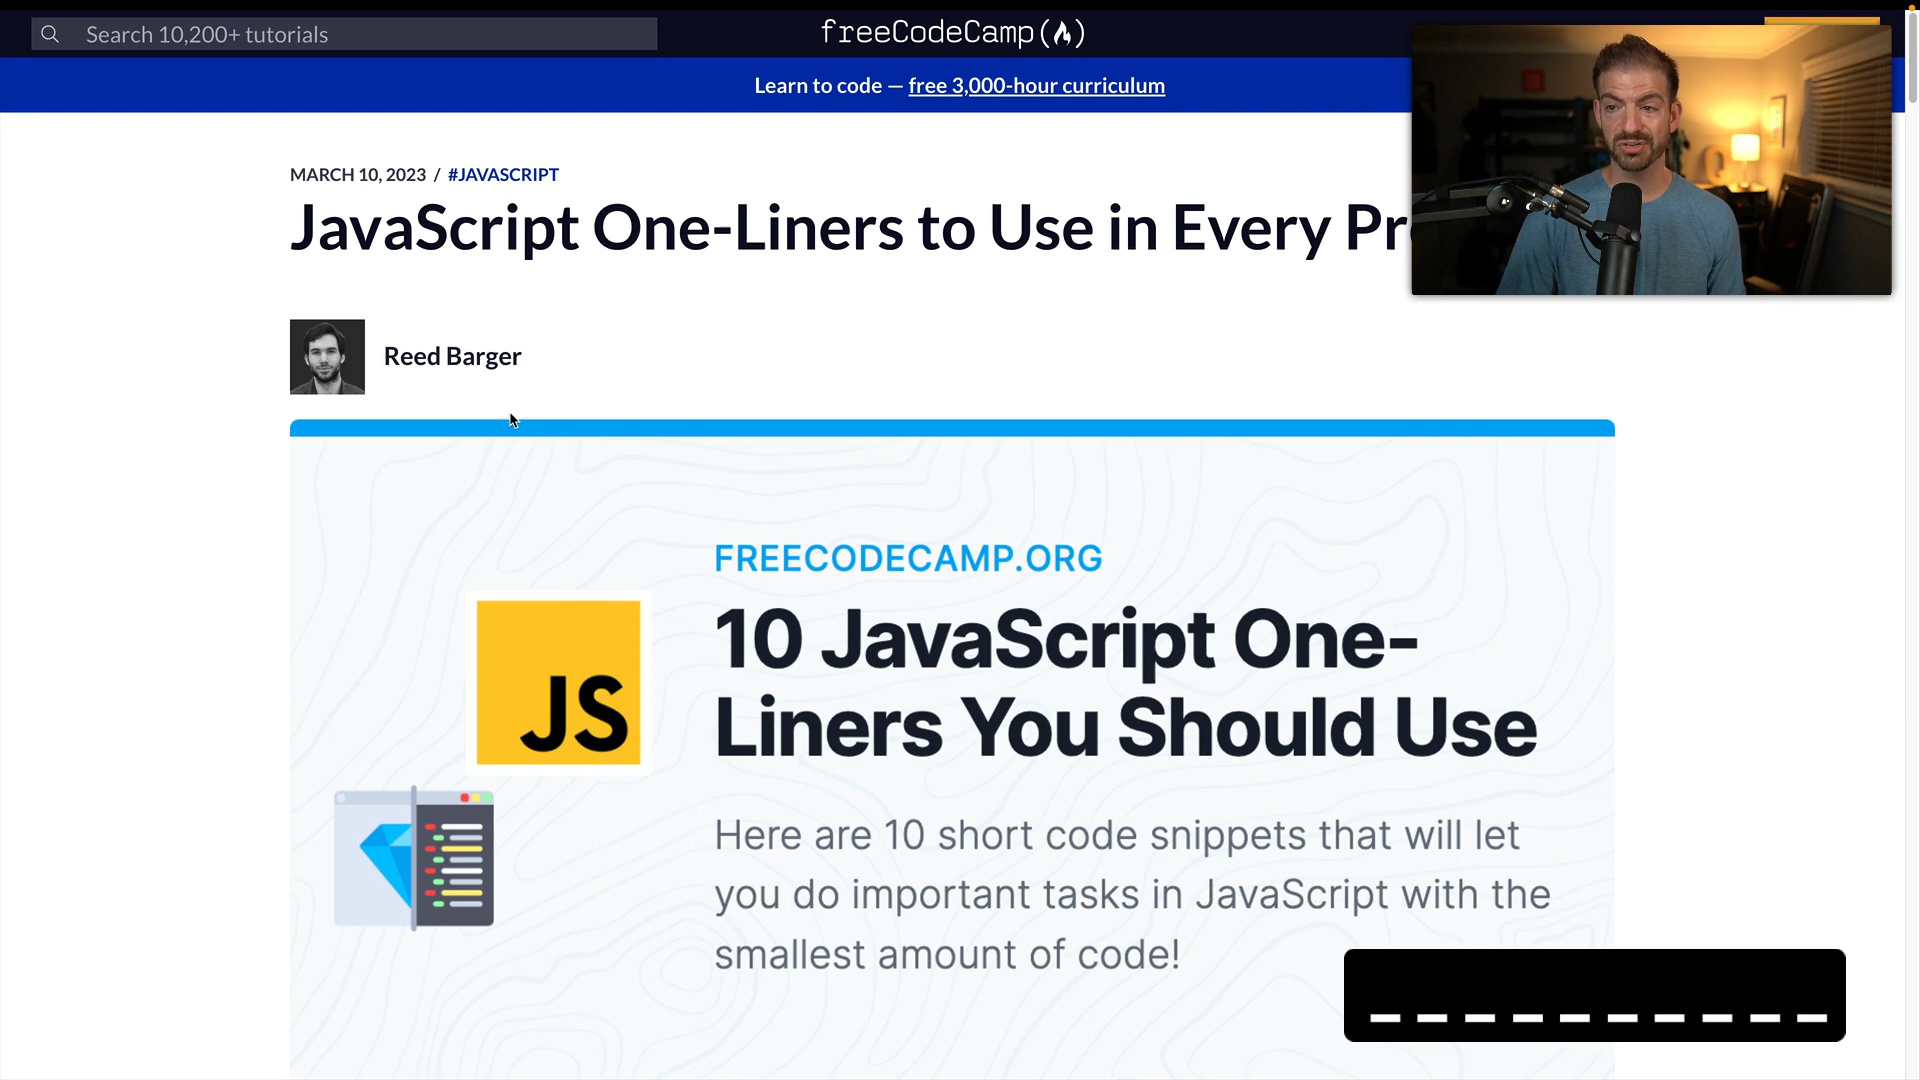 Search 10,200+ tutorials
freeCodeCamp(🔥)
Learn to code — free 3,000-hour curriculum
MARCH 10, 2023 / #JAVASCRIPT
JavaScript One-Liners to Use in Every
Reed Barger
FREECODECAMP.ORG
10 JavaScript One-
Liners You Should Use
JS
Here are 10 short code snippets that will let
you do important tasks in JavaScript with the
smallest amount of code!